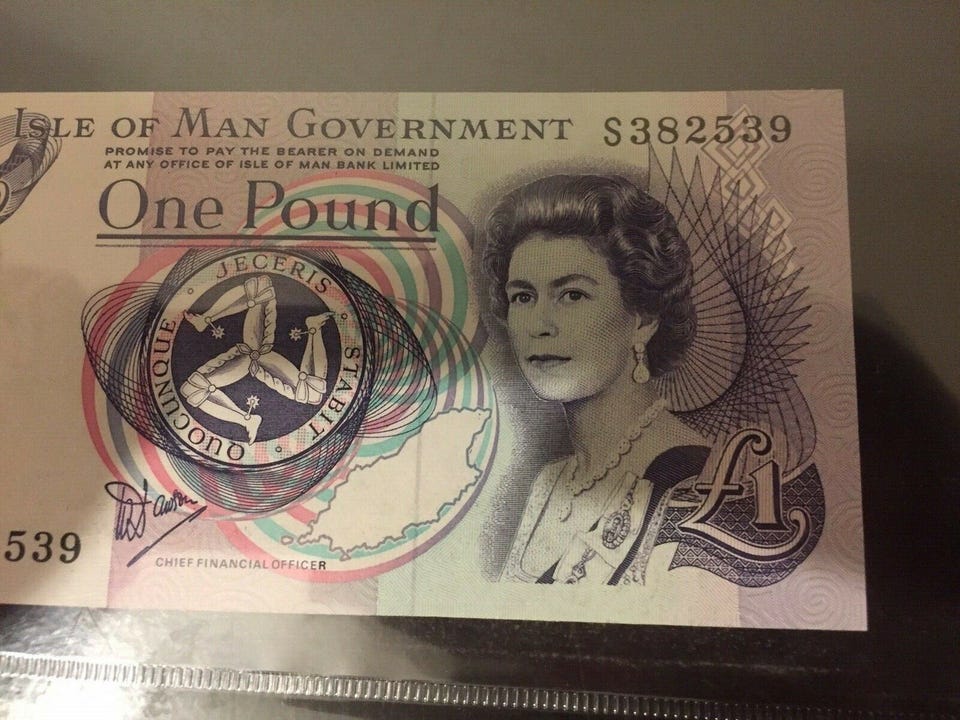 ISLE OF MAN GOVERNMENT S382539
PROMISE TO PAY THE BEARER ON DEMAND
AT ANY OFFICE OF ISLE OF MAN BANK LIMITED
One Pound
QUOCUNQUE · JECERIS · STABIT ·
£1
539
CHIEF FINANCIAL OFFICER